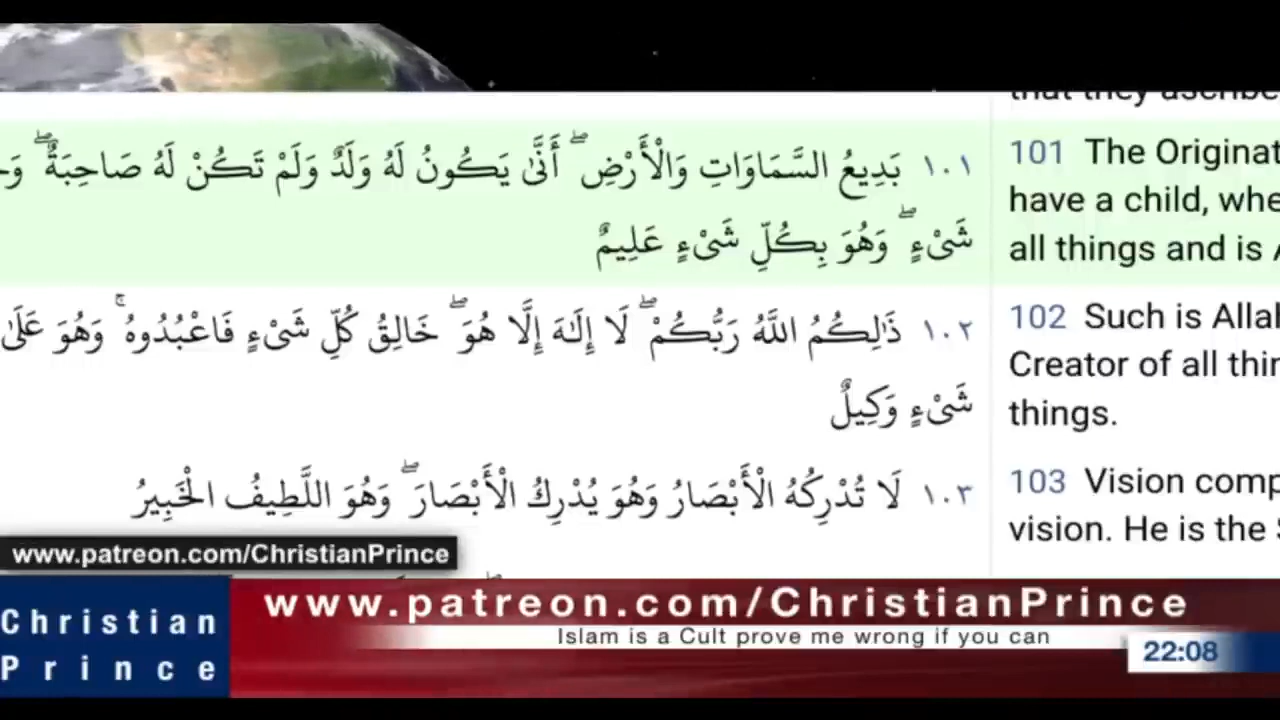 that they ascribe
١٠١ بَدِيعُ السَّمَاوَاتِ وَالْأَرْضِ ۖ أَنَّىٰ يَكُونُ لَهُ وَلَدٌ وَلَمْ تَكُنْ لَهُ صَاحِبَةٌ ۖ
شَيْءٍ ۖ وَهُوَ بِكُلِّ شَيْءٍ عَلِيمٌ
101 The Originat
have a child, whe
all things and is A
١٠٢ ذَٰلِكُمُ اللَّهُ رَبُّكُمْ ۖ لَا إِلَٰهَ إِلَّا هُوَ ۖ خَالِقُ كُلِّ شَيْءٍ فَاعْبُدُوهُ ۚ وَهُوَ عَلَىٰ
شَيْءٍ وَكِيلٌ
102 Such is Allah
Creator of all thin
things.
١٠٣ لَا تُدْرِكُهُ الْأَبْصَارُ وَهُوَ يُدْرِكُ الْأَبْصَارَ ۖ وَهُوَ اللَّطِيفُ الْخَبِيرُ
103 Vision comp
vision. He is the S
www.patreon.com/ChristianPrince
Christian
Prince
www.patreon.com/ChristianPrince
Islam is a Cult prove me wrong if you can
22:08